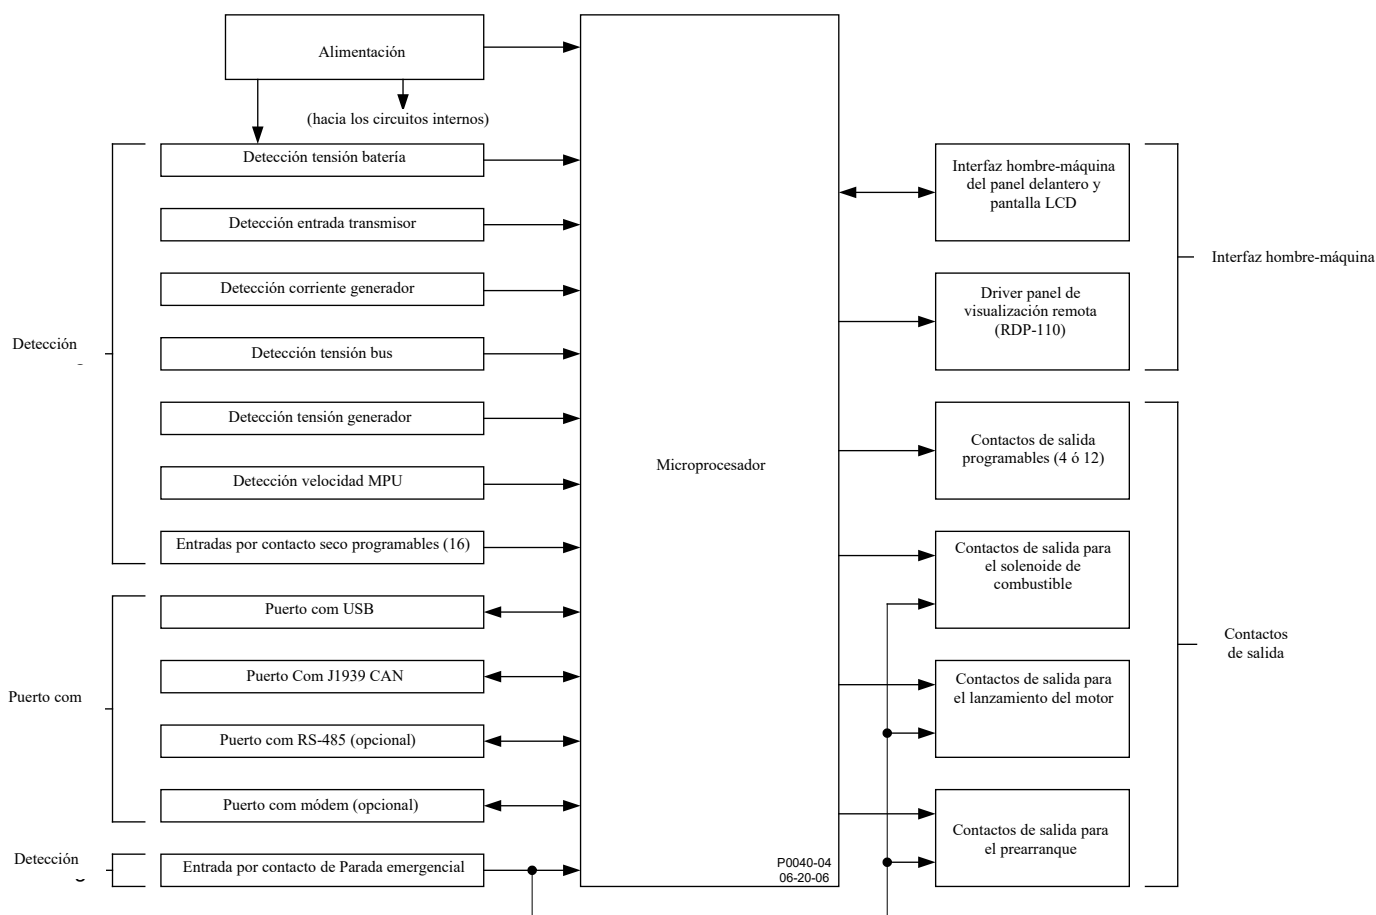 Alimentación
(hacia los circuitos internos)
Detección
Detección tensión batería
Detección entrada transmisor
Detección corriente generador
Detección tensión bus
Detección tensión generador
Detección velocidad MPU
Entradas por contacto seco programables (16)
Puerto com
Puerto com USB
Puerto Com J1939 CAN
Puerto com RS-485 (opcional)
Puerto com módem (opcional)
Detección
Entrada por contacto de Parada emergencial
Microprocesador
P0040-04
06-20-06
Interfaz hombre-máquina
del panel delantero y
pantalla LCD
Driver panel de
visualización remota
(RDP-110)
Interfaz hombre-máquina
Contactos de salida
programables (4 ó 12)
Contactos de salida para
el solenoide de
combustible
Contactos de salida para
el lanzamiento del motor
Contactos de salida para
el prearranque
Contactos
de salida